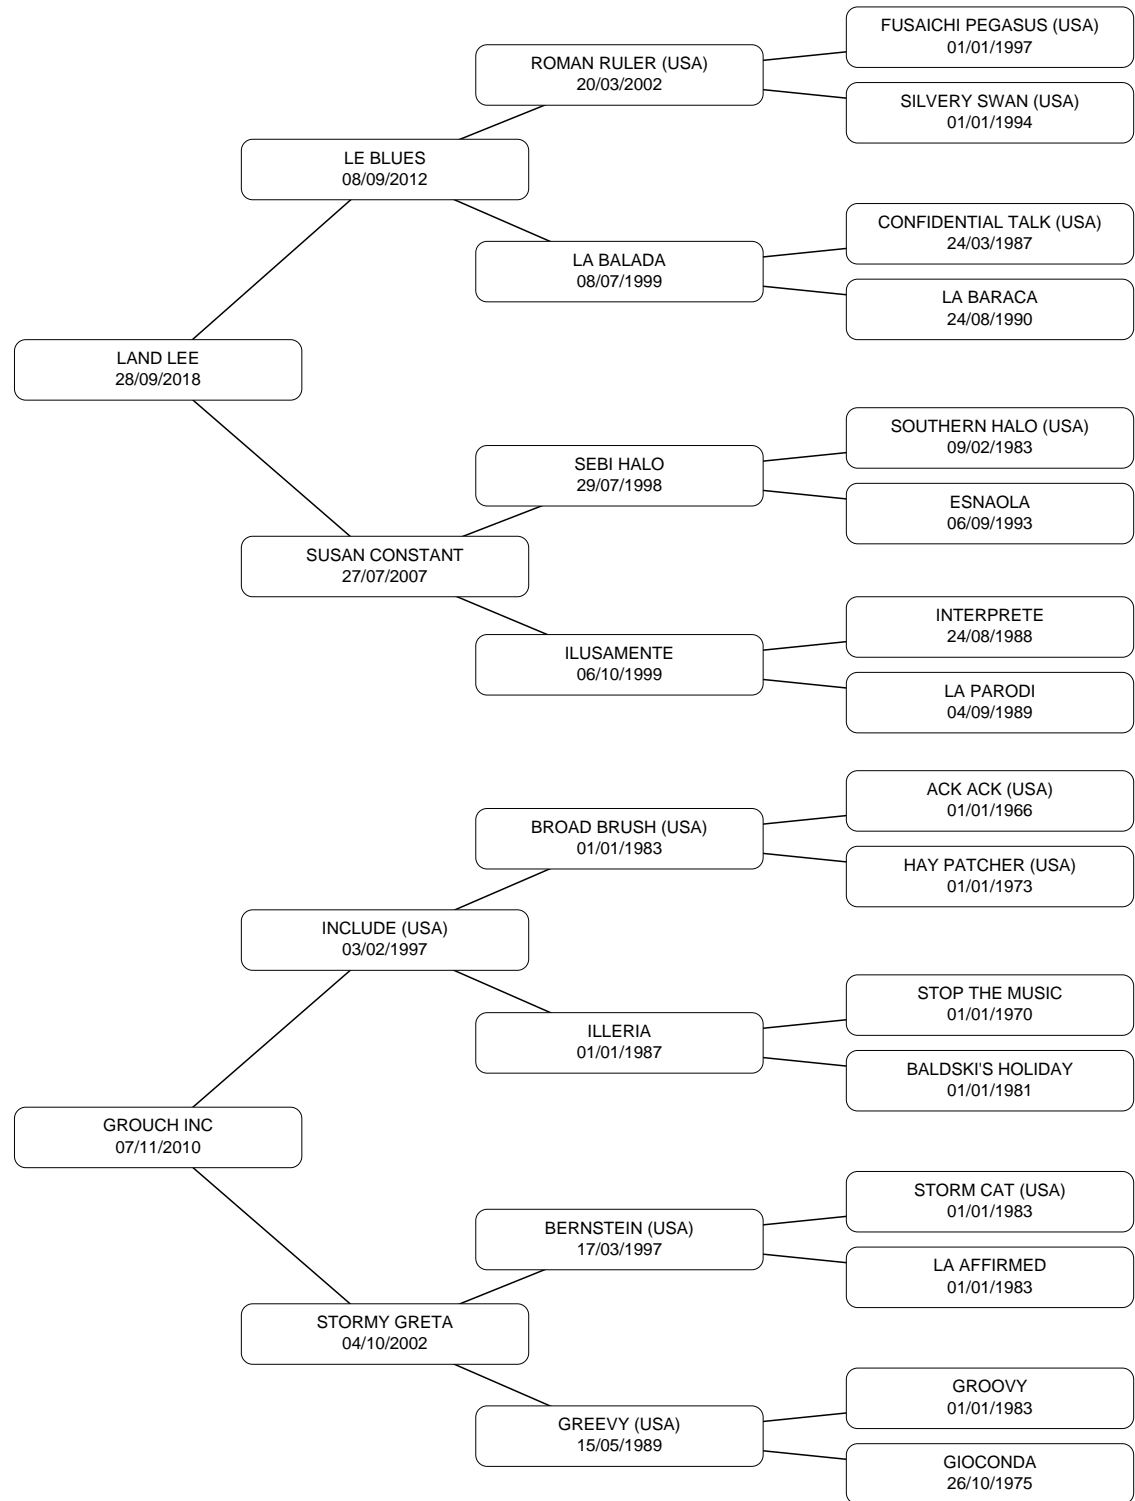 FUSAICHI PEGASUS (USA)
01/01/1997
ROMAN RULER (USA)
20/03/2002
SILVERY SWAN (USA)
01/01/1994
LE BLUES
08/09/2012
CONFIDENTIAL TALK (USA)
24/03/1987
LA BALADA
08/07/1999
LA BARACA
24/08/1990
LAND LEE
28/09/2018
SOUTHERN HALO (USA)
09/02/1983
SEBI HALO
29/07/1998
ESNAOLA
06/09/1993
SUSAN CONSTANT
27/07/2007
INTERPRETE
24/08/1988
ILUSAMENTE
06/10/1999
LA PARODI
04/09/1989
ACK ACK (USA)
01/01/1966
BROAD BRUSH (USA)
01/01/1983
HAY PATCHER (USA)
01/01/1973
INCLUDE (USA)
03/02/1997
STOP THE MUSIC
01/01/1970
ILLERIA
01/01/1987
BALDSKI'S HOLIDAY
01/01/1981
GROUCH INC
07/11/2010
STORM CAT (USA)
01/01/1983
BERNSTEIN (USA)
17/03/1997
LA AFFIRMED
01/01/1983
STORMY GRETA
04/10/2002
GROOVY
01/01/1983
GREEVY (USA)
15/05/1989
GIOCONDA
26/10/1975